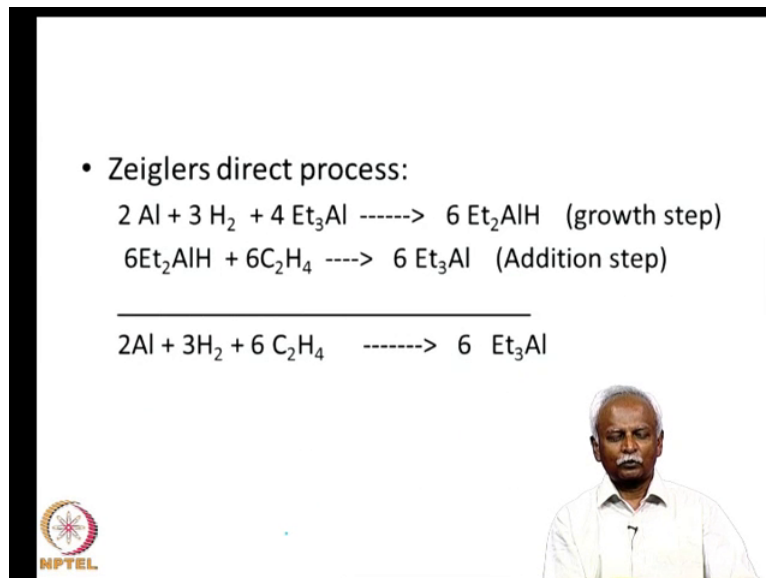 • Zeiglers direct process:
2 Al + 3 H₂ + 4 Et₃Al ------> 6 Et₂AlH (growth step)
6Et₂AlH + 6C₂H₄ ----> 6 Et₃Al (Addition step)
2Al + 3H₂ + 6 C₂H₄ -------> 6 Et₃Al
NPTEL